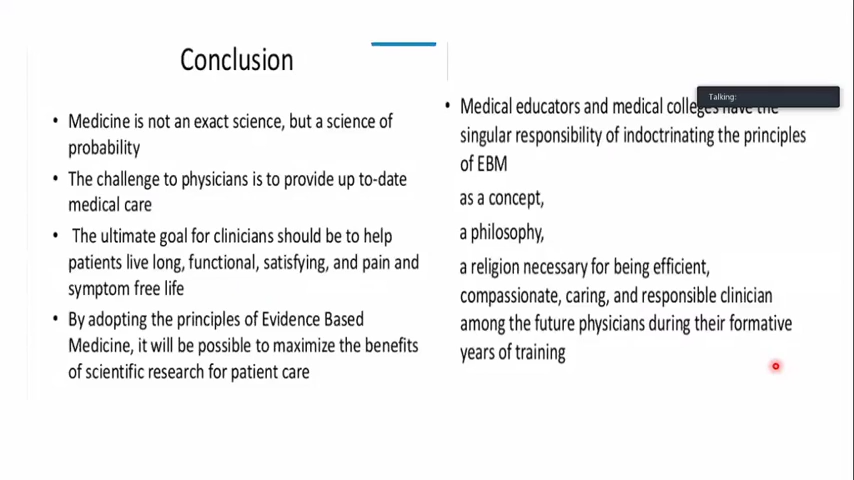 Conclusion
• Medicine is not an exact science, but a science of
probability
• The challenge to physicians is to provide up to-date
medical care
• The ultimate goal for clinicians should be to help
patients live long, functional, satisfying, and pain and
symptom free life
• By adopting the principles of Evidence Based
Medicine, it will be possible to maximize the benefits
of scientific research for patient care
Talking:
• Medical educators and medical colleges have the
singular responsibility of indoctrinating the principles
of EBM
as a concept,
a philosophy,
a religion necessary for being efficient,
compassionate, caring, and responsible clinician
among the future physicians during their formative
years of training